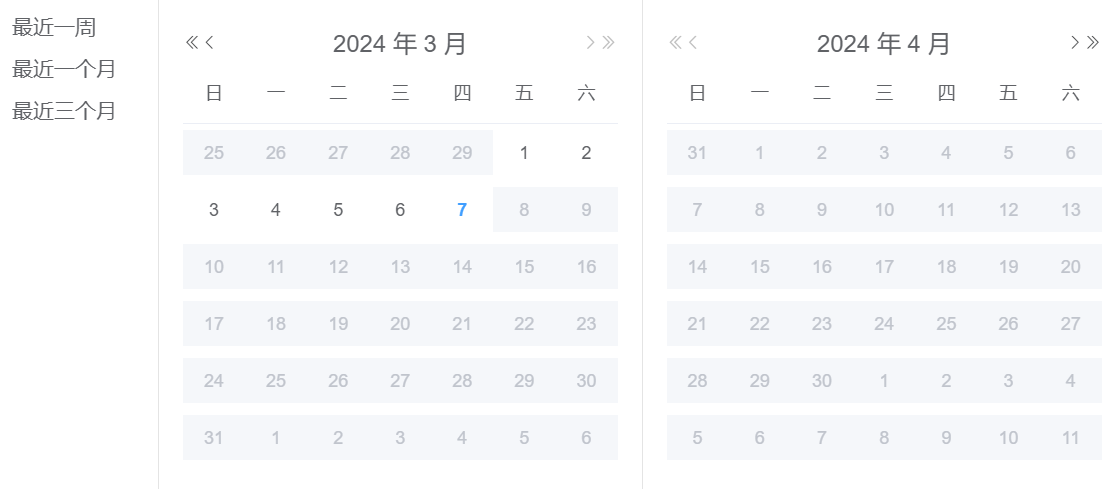 最近一周
最近一个月
最近三个月
2024 年 3 月
日 一 二 三 四 五 六
25 26 27 28 29 1 2
3 4 5 6 7 8 9
10 11 12 13 14 15 16
17 18 19 20 21 22 23
24 25 26 27 28 29 30
31 1 2 3 4 5 6
2024 年 4 月
日 一 二 三 四 五 六
31 1 2 3 4 5 6
7 8 9 10 11 12 13
14 15 16 17 18 19 20
21 22 23 24 25 26 27
28 29 30 1 2 3 4
5 6 7 8 9 10 11